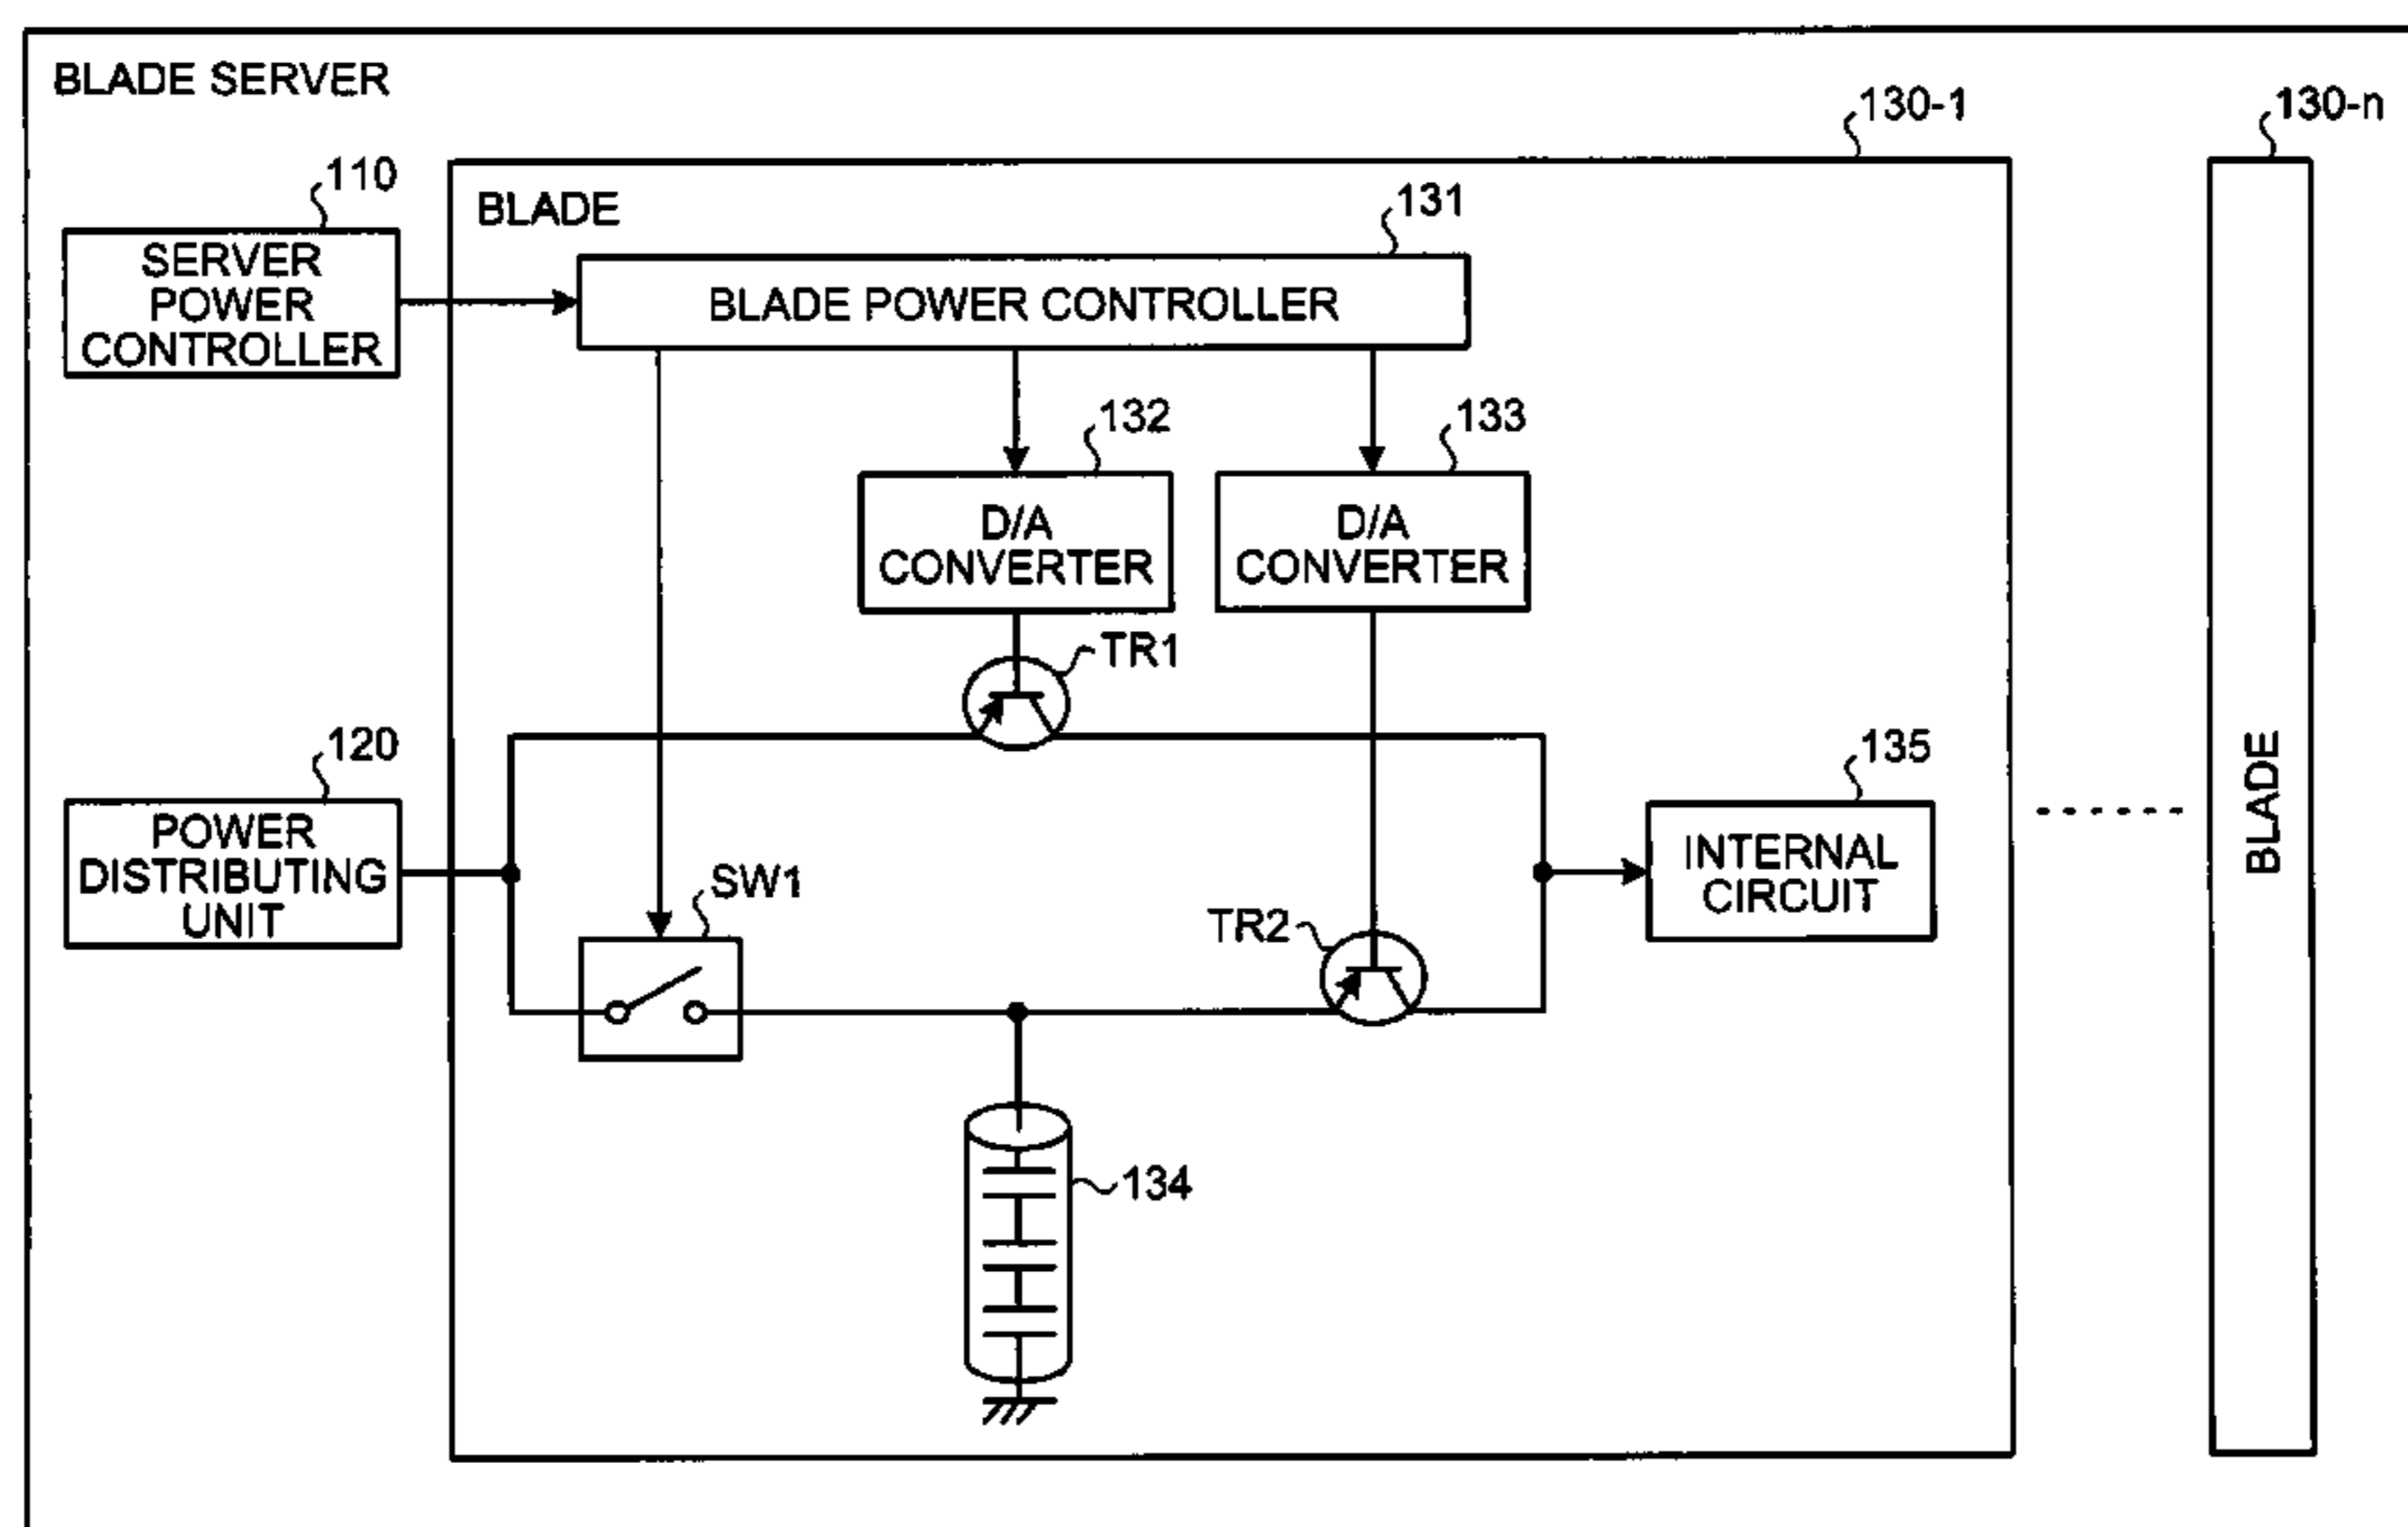 BLADE SERVER
130-1
130-n
110
BLADE
131
SERVER
POWER
CONTROLLER
BLADE POWER CONTROLLER
132
133
D/A
CONVERTER
D/A
CONVERTER
TR1
120
135
POWER
DISTRIBUTING
UNIT
SW1
TR2
INTERNAL
CIRCUIT
BLADE
134